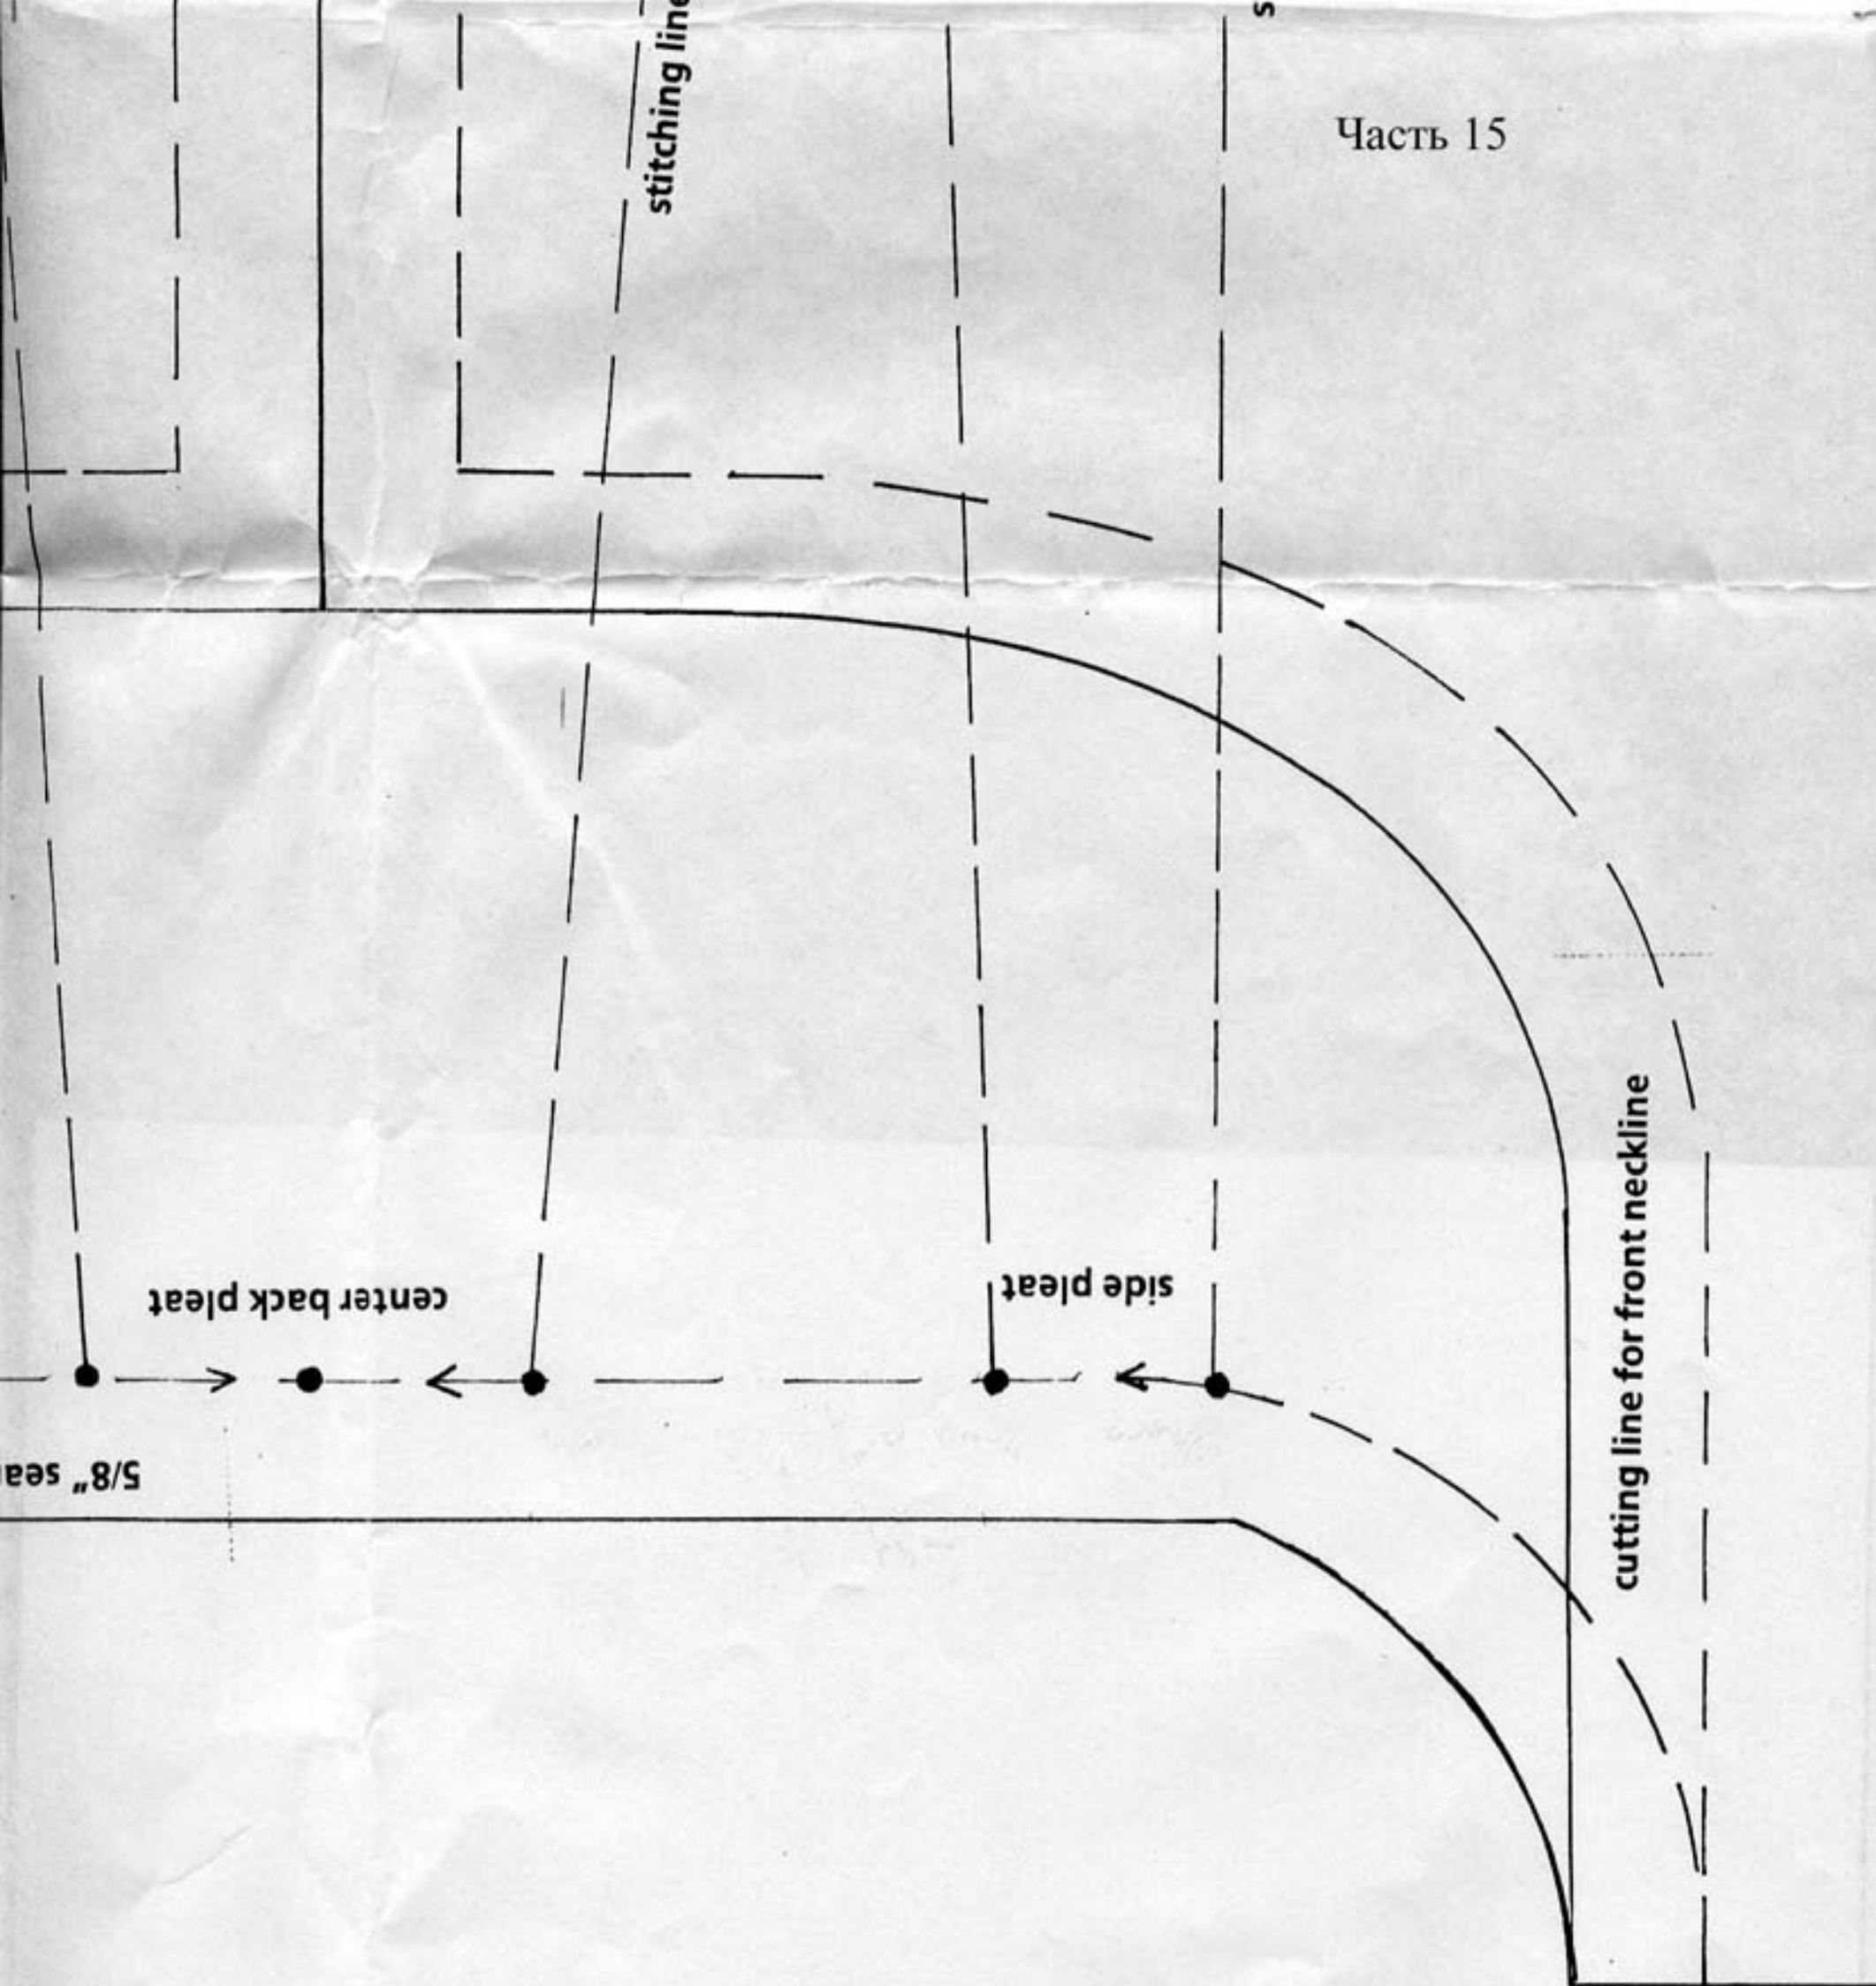 stitching line
s
Часть 15
center back pleat
side pleat
cutting line for front neckline
5/8" sea